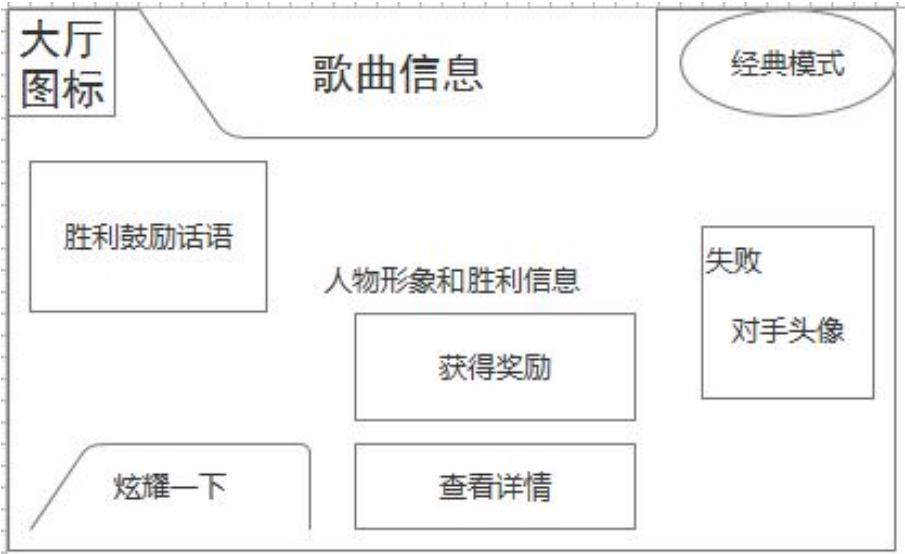 大厅
图标
歌曲信息
经典模式
胜利鼓励话语
人物形象和胜利信息
失败
对手头像
获得奖励
炫耀一下
查看详情